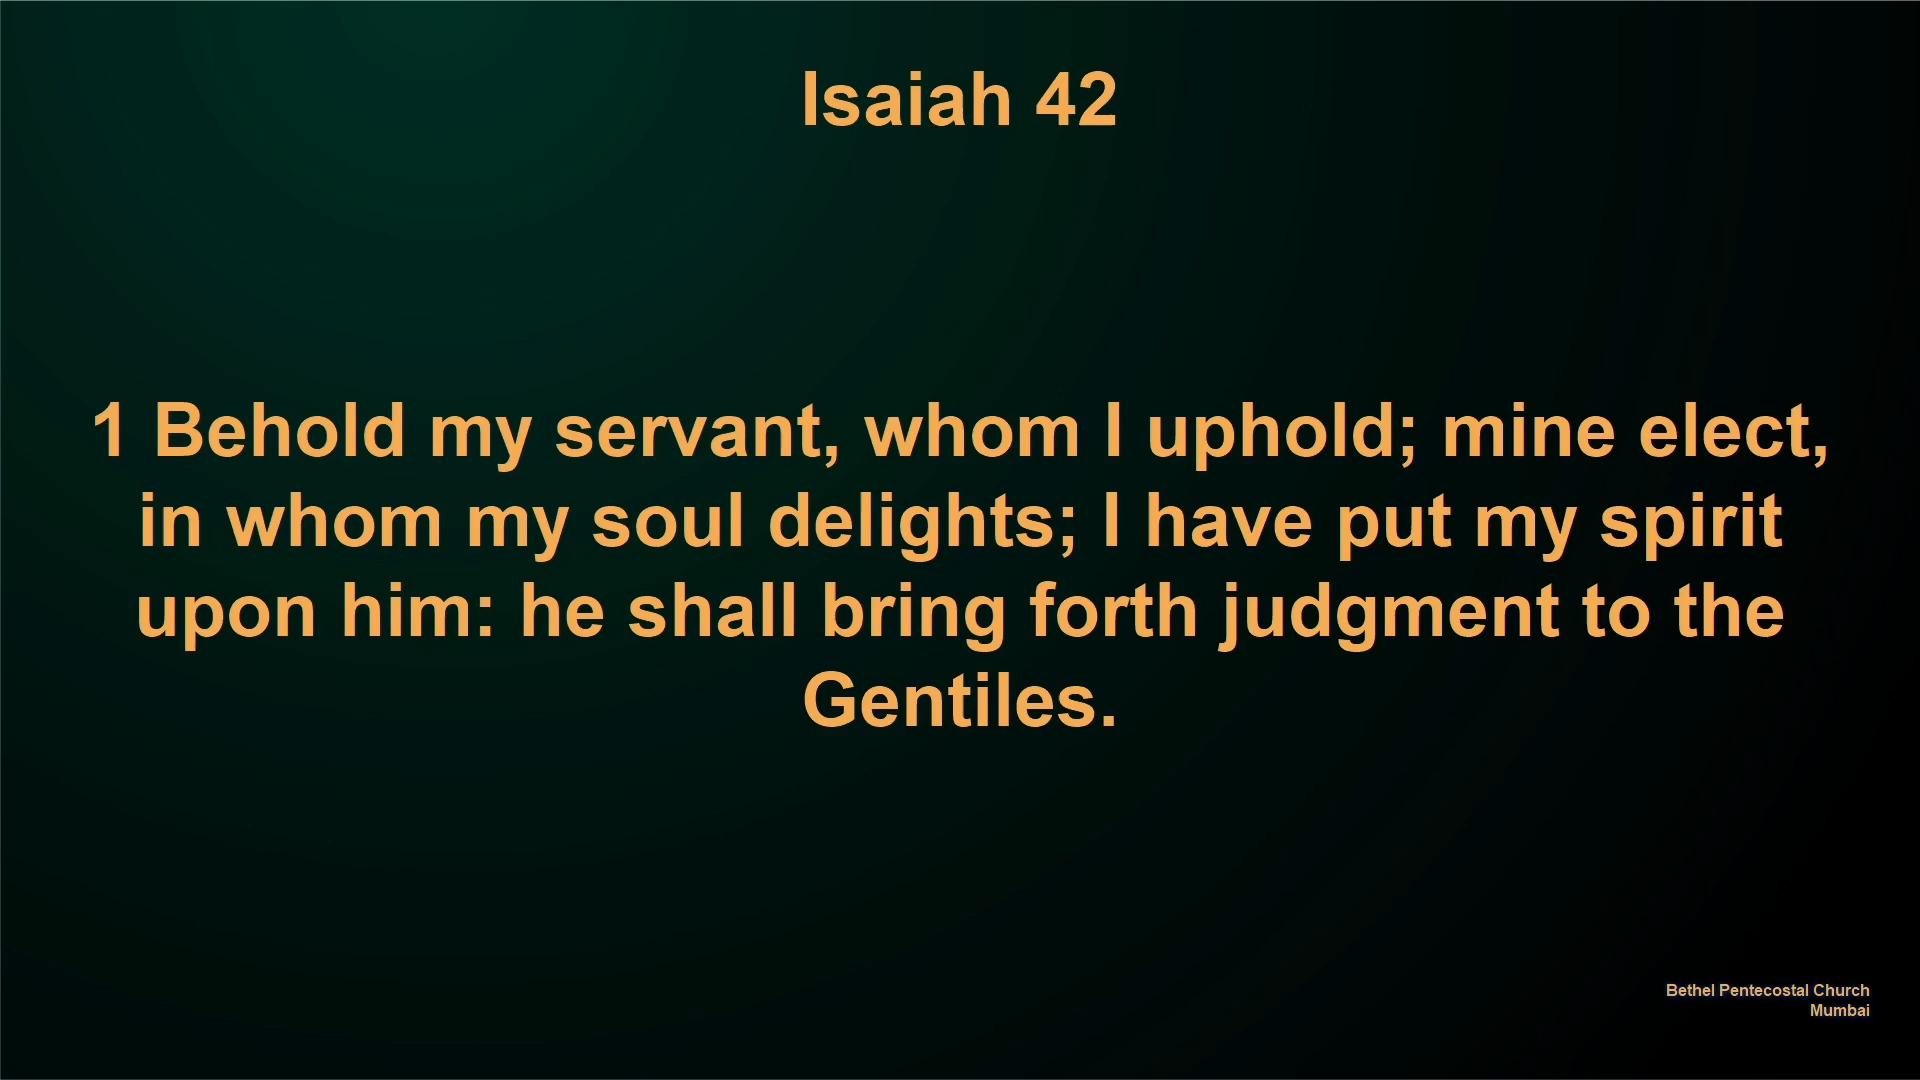 Isaiah 42
1 Behold my servant, whom I uphold; mine elect,
in whom my soul delights; I have put my spirit
upon him: he shall bring forth judgment to the
Gentiles.
Bethel Pentecostal Church
Mumbai